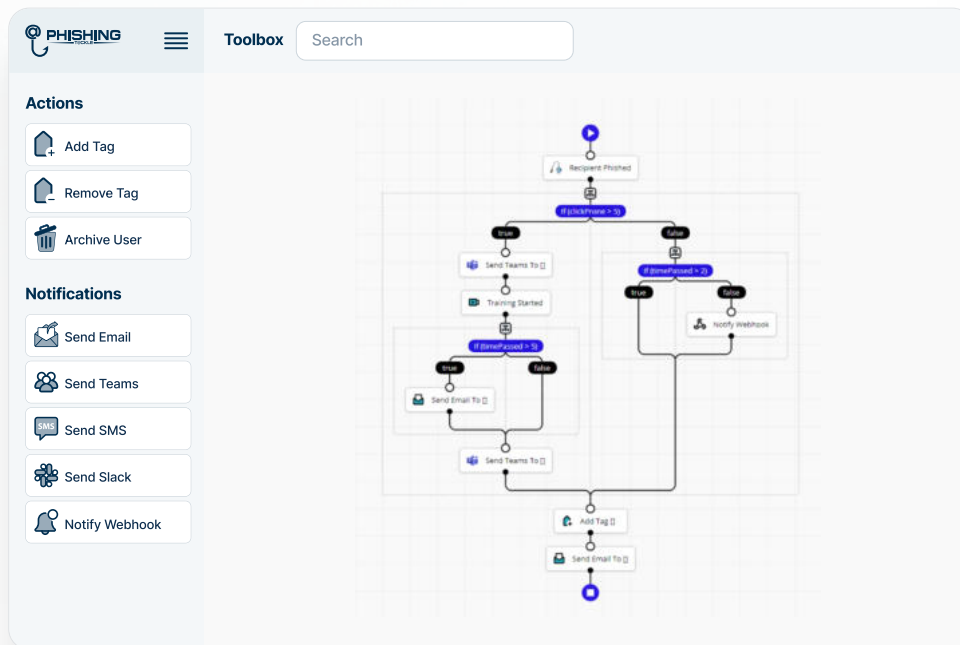 PHISHING
TACKLE
Toolbox
Search
Actions
Add Tag
Remove Tag
Archive User
Notifications
Send Email
Send Teams
SMS
Send SMS
Send Slack
Notify Webhook
Recipient Phished
If (clickProne > 5)
true
false
Send Teams To []
If (timePassed > 2)
true
false
Training Started
Notify Webhook
If (timePassed > 5)
true
false
Send Email To []
Send Teams To []
Add Tag []
Send Email To []